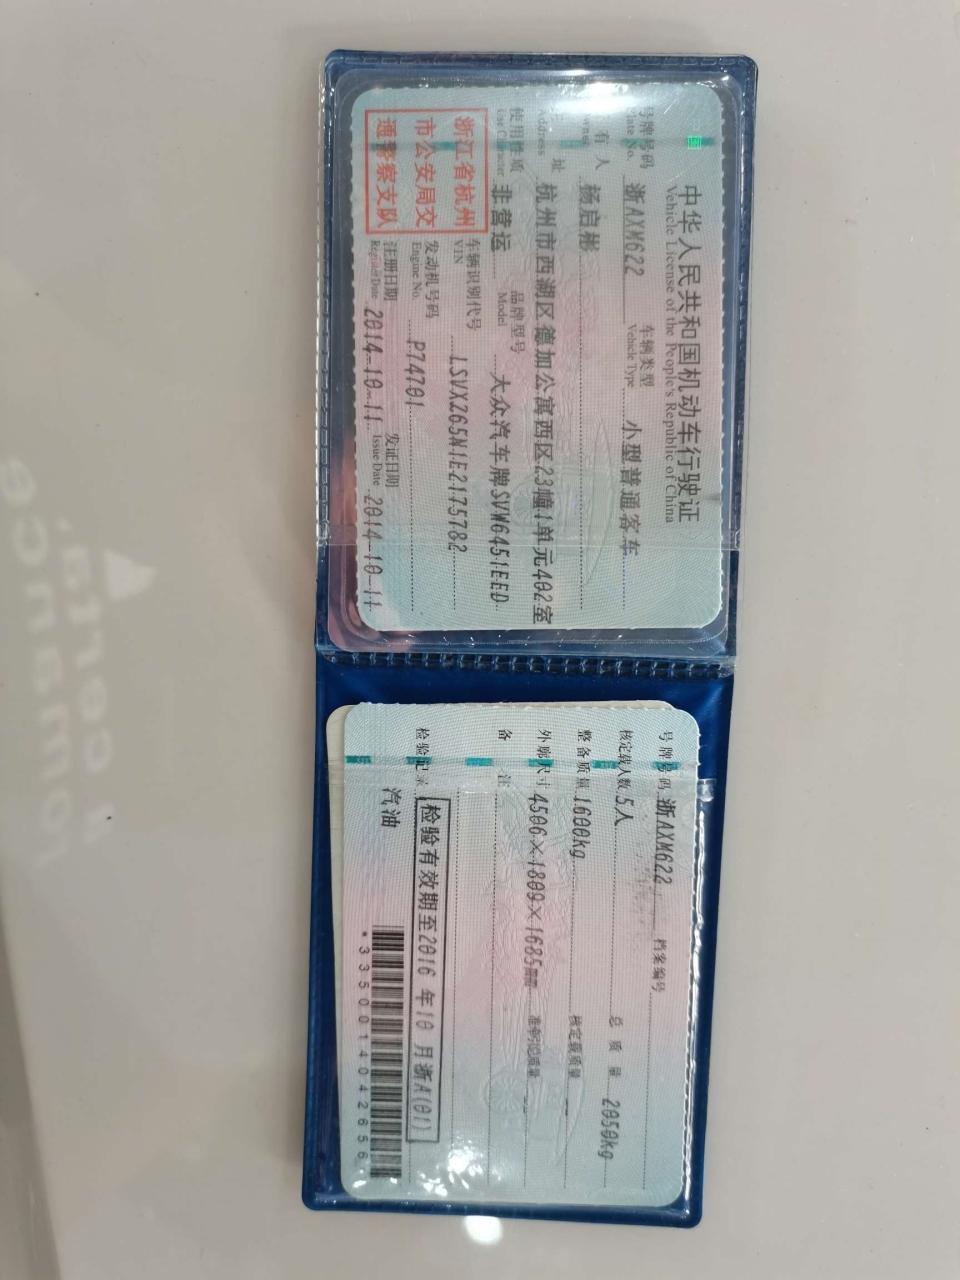 中华人民共和国机动车行驶证
Vehicle License of the People's Republic of China
号牌号码 浙AXM622 车辆类型 小型普通客车
Plate No. Vehicle Type
有人 杨启彬
Owner
址 杭州市西湖区德加公寓西区23幢1单元402室
Address
使用性质 非营运 品牌型号 大众汽车牌SVW6451EED
Use Character Model
浙江省杭州
市公安局交
通警察支队
车辆识别代号 LSVX265N1E2175782
VIN
发动机号码 P74701
Engine No.
注册日期 2014-10-11 发证日期 2014-10-11
Register Date Issue Date
号牌号码 浙AXM622 档案编号
核定载人数 5人 总质量 2050kg
整备质量 1600kg 核定载质量 --
外廓尺寸 4506×1809×1685mm 准牵引总质量 --
备注
检验记录 检验有效期至2016年10月浙A(01)
汽油
*3350014042656